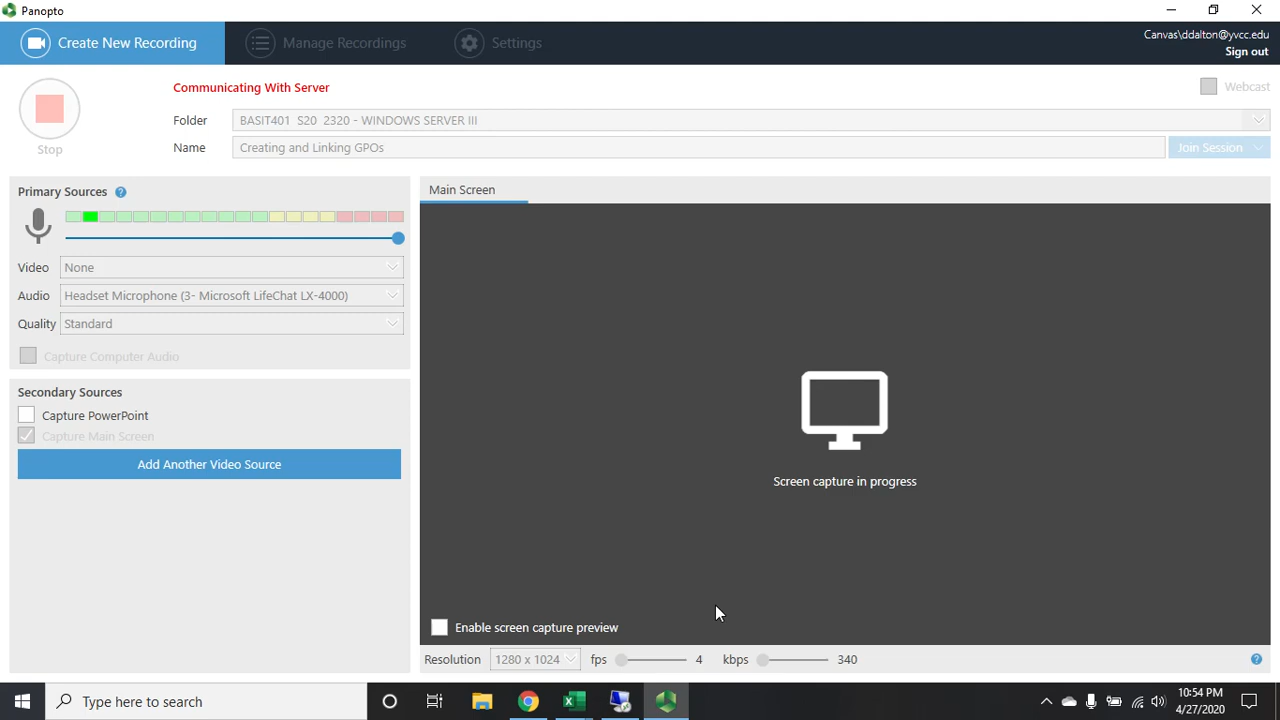 Panopto
Create New Recording
Manage Recordings
Settings
Canvas\ddalton@yvcc.edu
Sign out
Communicating With Server
Webcast
Folder
BASIT401 S20 2320 - WINDOWS SERVER III
Stop
Name
Creating and Linking GPOs
Join Session
Primary Sources ?
Main Screen
Video
None
Audio
Headset Microphone (3- Microsoft LifeChat LX-4000)
Quality
Standard
Capture Computer Audio
Secondary Sources
Capture PowerPoint
Capture Main Screen
Add Another Video Source
Screen capture in progress
Enable screen capture preview
Resolution 1280 x 1024 fps 4 kbps 340 ?
Type here to search
10:54 PM
4/27/2020